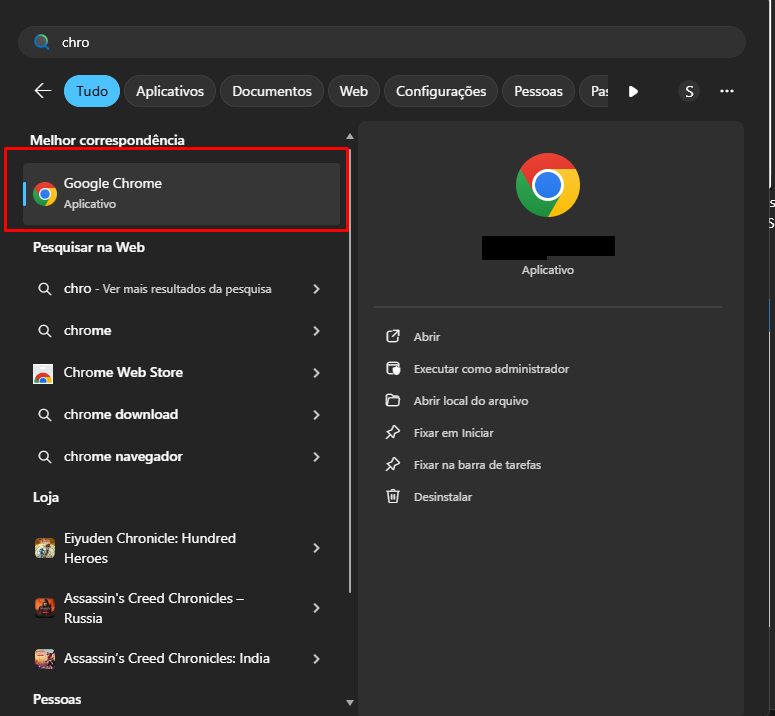 chro
Tudo
Aplicativos
Documentos
Web
Configurações
Pessoas
Pas
S
Melhor correspondência
Google Chrome
Aplicativo
Pesquisar na Web
chro - Ver mais resultados da pesquisa
chrome
Chrome Web Store
chrome download
chrome navegador
Loja
Eiyuden Chronicle: Hundred
Heroes
Assassin's Creed Chronicles –
Russia
Assassin's Creed Chronicles: India
Pessoas
Aplicativo
Abrir
Executar como administrador
Abrir local do arquivo
Fixar em Iniciar
Fixar na barra de tarefas
Desinstalar
s
S